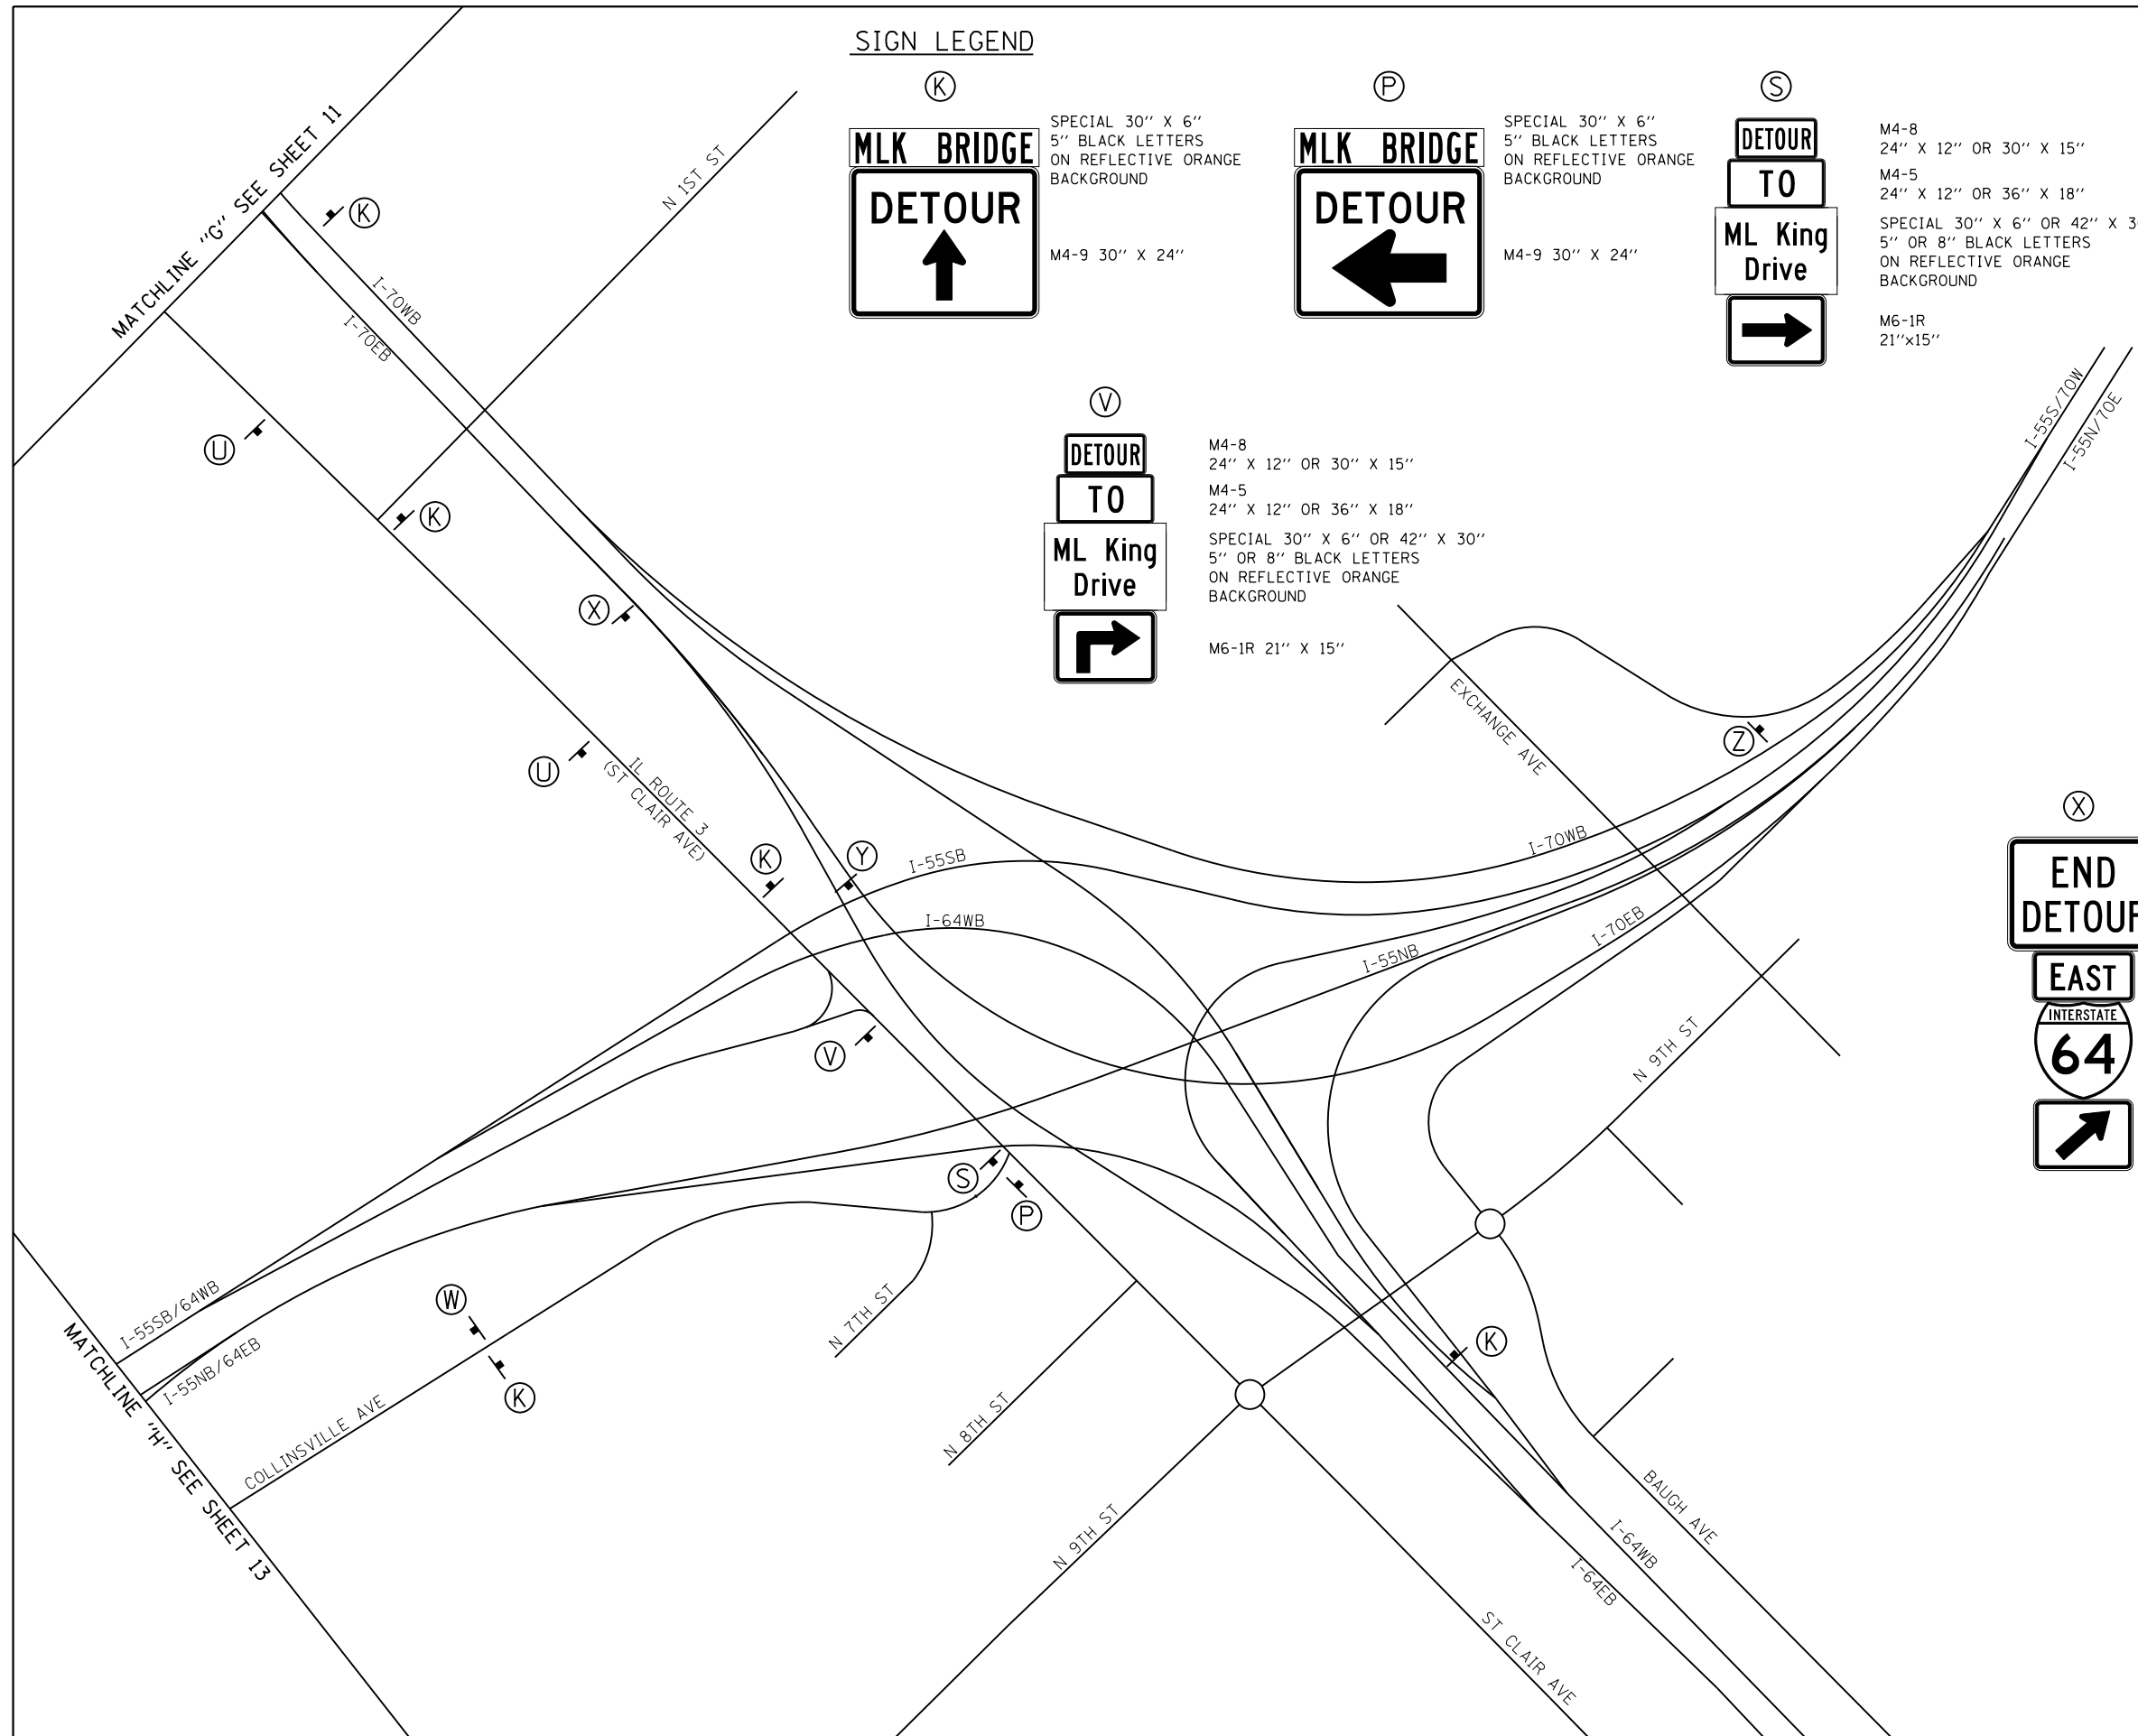 SIGN LEGEND
K
MLK BRIDGE
DETOUR
SPECIAL 30'' X 6''
5'' BLACK LETTERS
ON REFLECTIVE ORANGE
BACKGROUND
M4-9 30'' X 24''
P
MLK BRIDGE
DETOUR
SPECIAL 30'' X 6''
5'' BLACK LETTERS
ON REFLECTIVE ORANGE
BACKGROUND
M4-9 30'' X 24''
S
DETOUR
TO
ML King
Drive
M4-8
24'' X 12'' OR 30'' X 15''
M4-5
24'' X 12'' OR 36'' X 18''
SPECIAL 30'' X 6'' OR 42'' X
5'' OR 8'' BLACK LETTERS
ON REFLECTIVE ORANGE
BACKGROUND
M6-1R
21''x15''
V
DETOUR
TO
ML King
Drive
M4-8
24'' X 12'' OR 30'' X 15''
M4-5
24'' X 12'' OR 36'' X 18''
SPECIAL 30'' X 6'' OR 42'' X 30''
5'' OR 8'' BLACK LETTERS
ON REFLECTIVE ORANGE
BACKGROUND
M6-1R 21'' X 15''
X
END
DETOUR
EAST
INTERSTATE
64
MATCHLINE "G" SEE SHEET 11
K
N 1ST ST
I-70WB
I-70EB
U
K
X
U
IL ROUTE 3
(ST CLAIR AVE)
K
Y
I-55SB
I-64WB
V
I-55S/70W
I-55N/70E
EXCHANGE AVE
Z
I-70WB
I-70EB
I-55NB
N 9TH ST
S
P
I-55SB/64WB
I-55NB/64EB
W
K
COLLINSVILLE AVE
MATCHLINE "H" SEE SHEET 13
N 7TH ST
N 8TH ST
N 9TH ST
K
BAUGH AVE
I-64WB
I-64EB
ST CLAIR AVE